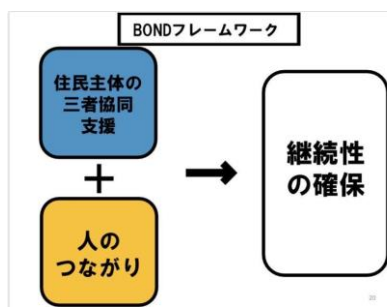 BONDフレームワーク
住民主体の
三者協同
支援
＋
人の
つながり
継続性
の確保
20